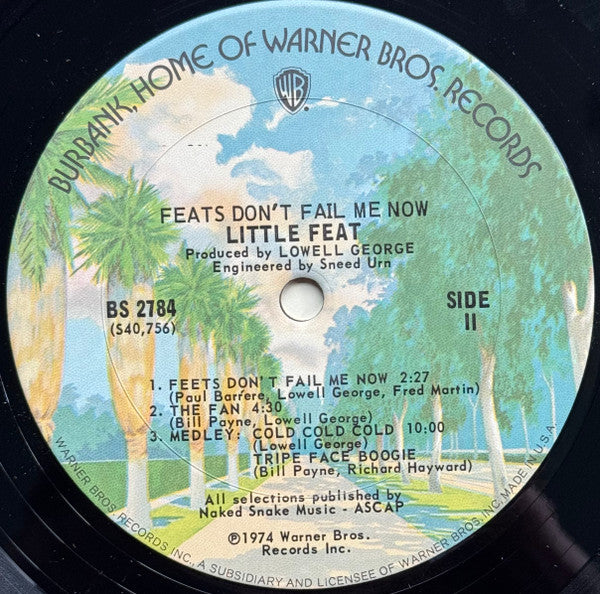 BURBANK, HOME OF WARNER BROS. RECORDS
WB
FEATS DON'T FAIL ME NOW
LITTLE FEAT
Produced by LOWELL GEORGE
Engineered by Sneed Urn
BS 2784
(S40,756)
SIDE
II
1. FEETS DON'T FAIL ME NOW 2:27
(Paul Barrere, Lowell George, Fred Martin)
2. THE FAN 4:30
(Bill Payne, Lowell George)
3. MEDLEY: COLD COLD COLD 10:00
(Lowell George)
TRIPE FACE BOOGIE
(Bill Payne, Richard Hayward)
All selections published by
Naked Snake Music - ASCAP
℗1974 Warner Bros.
Records Inc.
WARNER BROS. RECORDS INC., A SUBSIDIARY AND LICENSEE OF WARNER BROS. INC. MADE IN U.S.A.